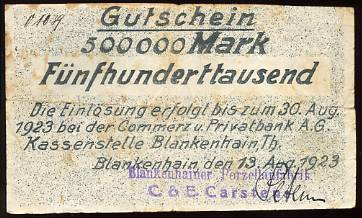 Gutschein
500000 Mark
Fünfhunderttausend
Die Einlösung erfolgt bis zum 30. Aug.
1923 bei der Commerz u. Privatbank A.G.
Kassenstelle Blankenhain, Th.
Blankenhain, den 13. Aug. 1923
Blankenhainer Porzellanfabrik
C & E Carstens